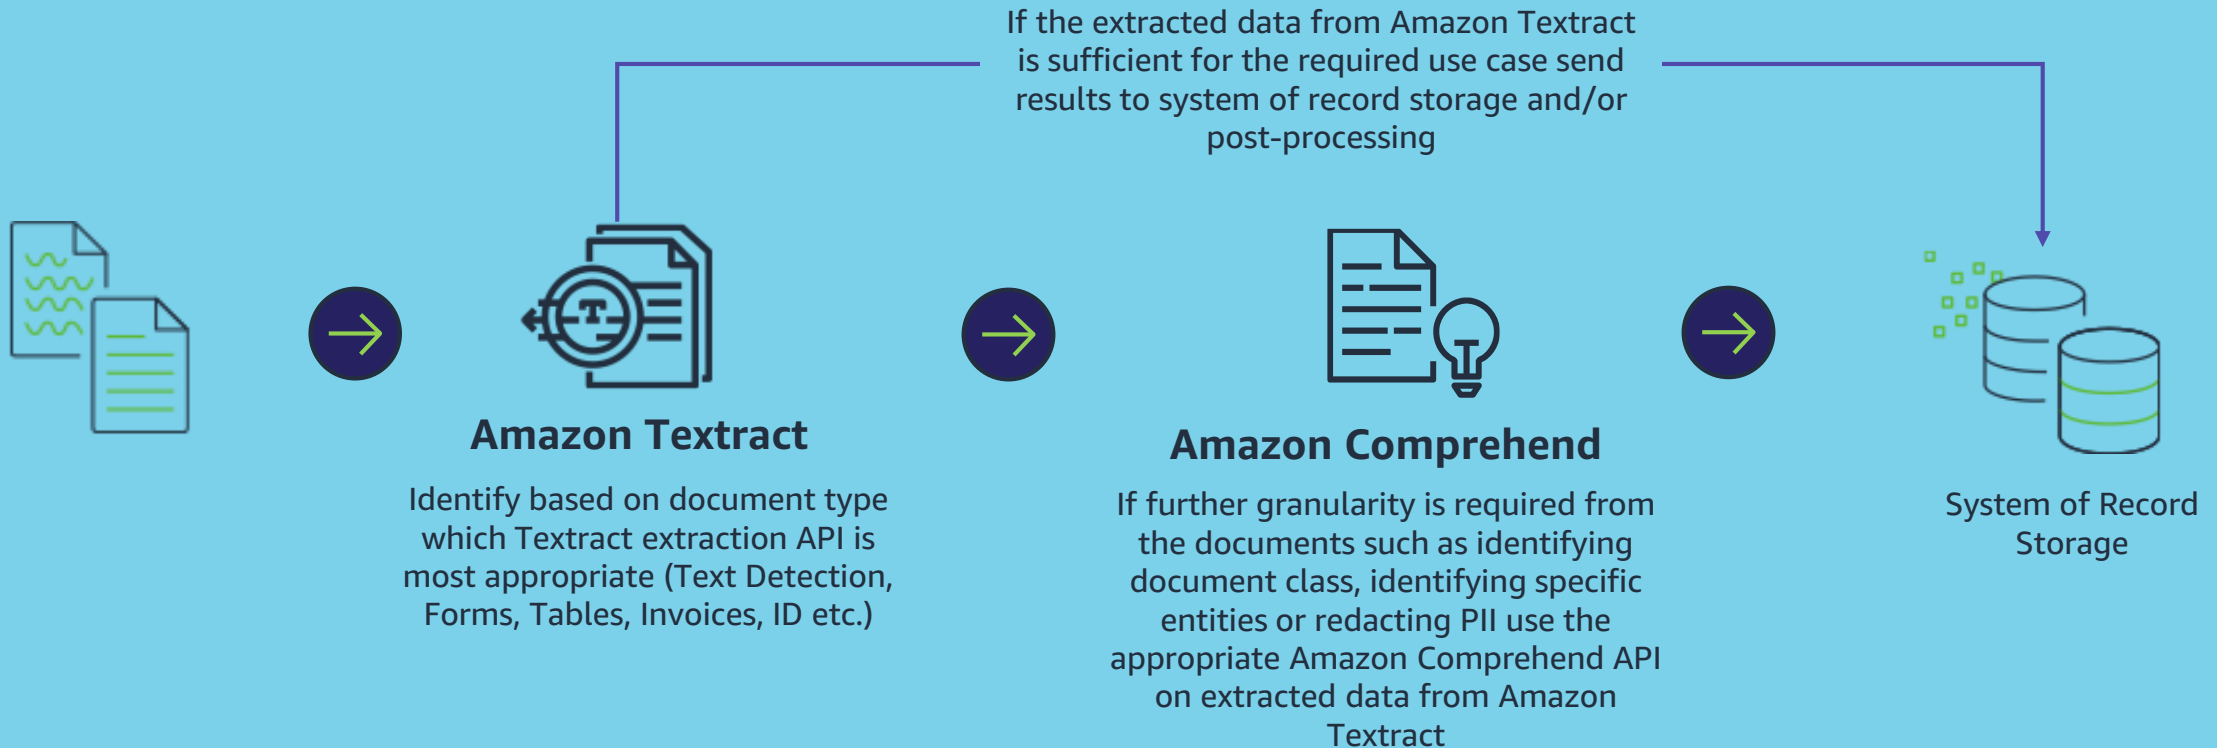 If the extracted data from Amazon Textract
is sufficient for the required use case send
results to system of record storage and/or
post-processing
Amazon Textract
Identify based on document type
which Textract extraction API is
most appropriate (Text Detection,
Forms, Tables, Invoices, ID etc.)
Amazon Comprehend
If further granularity is required from
the documents such as identifying
document class, identifying specific
entities or redacting PII use the
appropriate Amazon Comprehend API
on extracted data from Amazon
Textract
System of Record
Storage